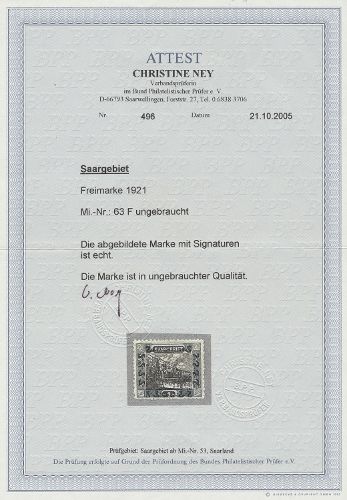 ATTEST
CHRISTINE NEY
Verbandsprüferin
im Bund Philatelistischer Prüfer e. V.
D-66793 Saarwellingen, Forststr. 27, Tel. 0 6838 3706
Nr. 496 Datum 21.10.2005
Saargebiet
Freimarke 1921
Mi.-Nr.: 63 F ungebraucht
Die abgebildete Marke mit Signaturen
ist echt.
Die Marke ist in ungebrauchter Qualität.
C. Ney
SAARGEBIET
Prüfgebiet: Saargebiet ab Mi.-Nr. 53, Saarland
Die Prüfung erfolgte auf Grund der Prüfordnung des Bundes Philatelistischer Prüfer e. V.